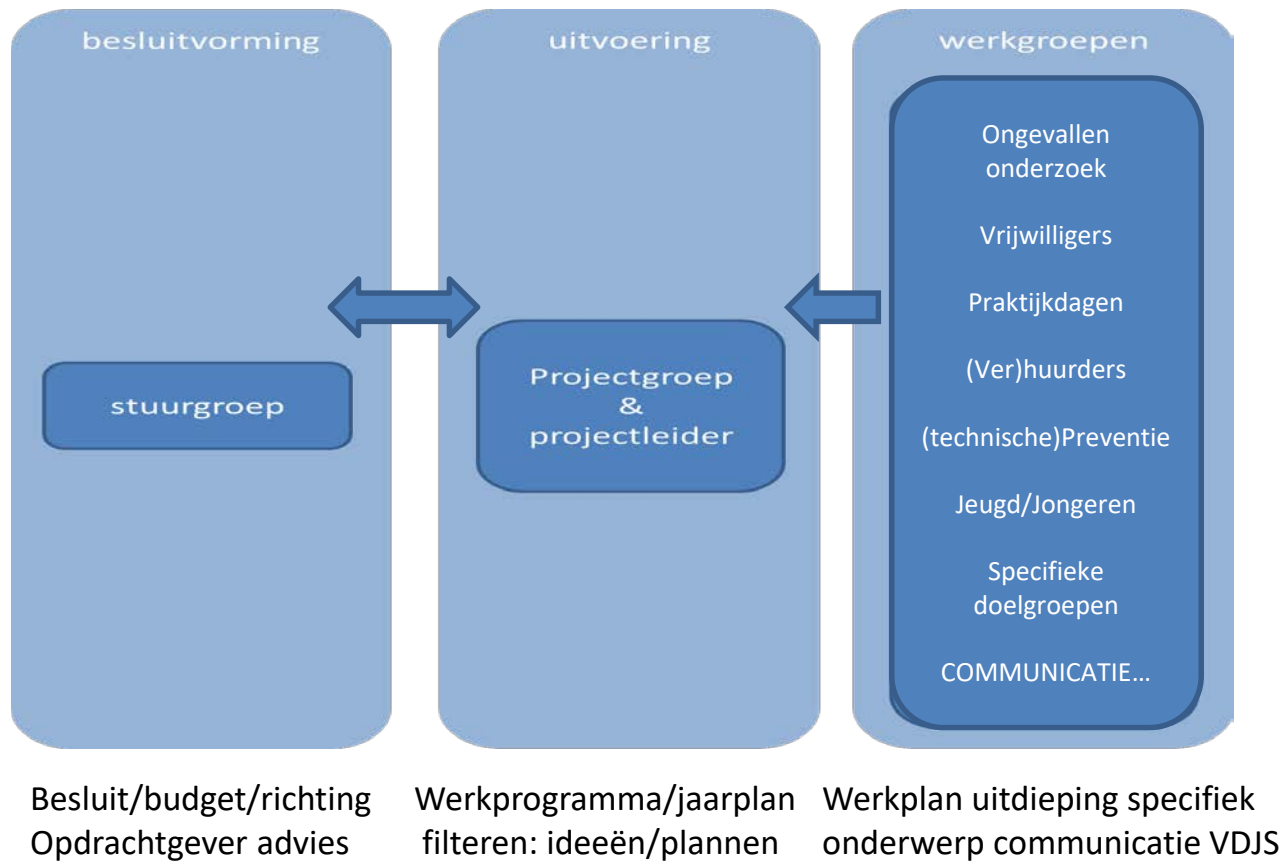 besluitvorming
stuurgroep
uitvoering
Projectgroep
&
projectleider
werkgroepen
Ongevallen
onderzoek
Vrijwilligers
Praktijkdagen
(Ver)huurders
(technische)Preventie
Jeugd/Jongeren
Specifieke
doelgroepen
COMMUNICATIE…
Besluit/budget/richting
Opdrachtgever advies
Werkprogramma/jaarplan
filteren: ideeën/plannen
Werkplan uitdieping specifiek
onderwerp communicatie VDJS